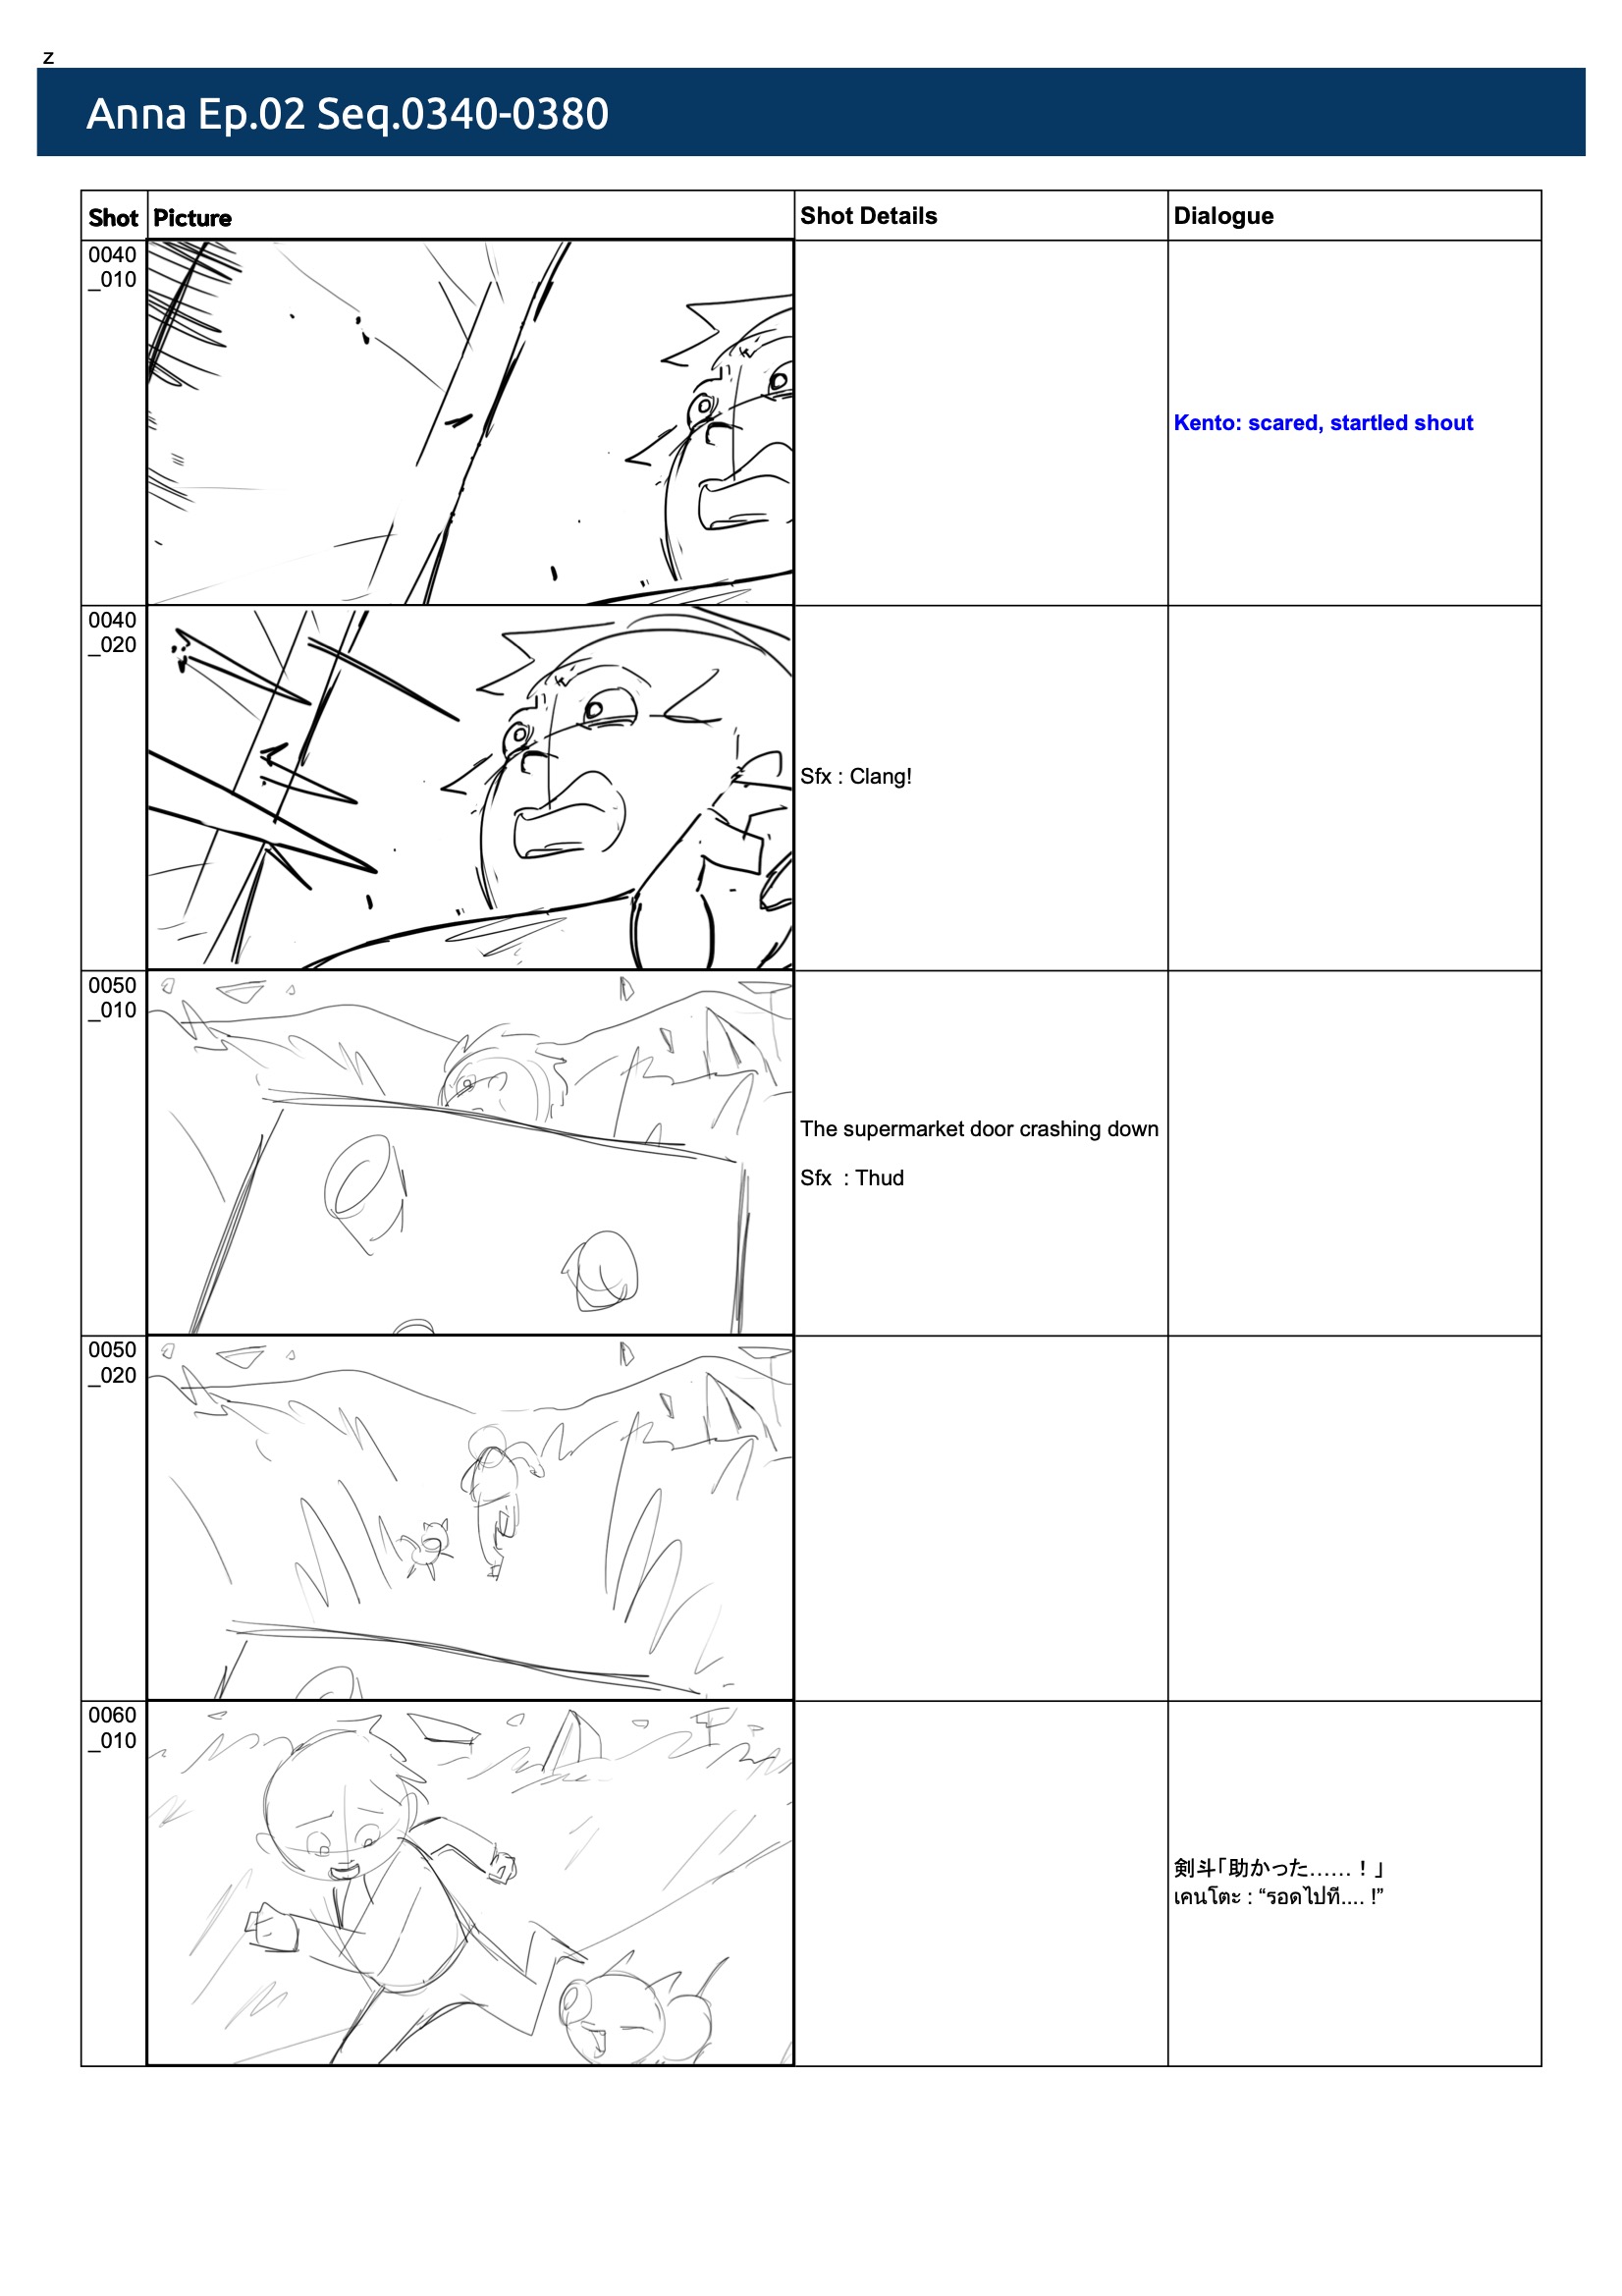 z
Anna Ep.02 Seq.0340-0380
Shot Picture Shot Details Dialogue
0040
_010
Kento: scared, startled shout
0040
_020
Sfx : Clang!
0050
_010
The supermarket door crashing down
Sfx : Thud
0050
_020
0060
_010
剣斗「助かった……！」
เคนโตะ : “รอดไปที.... !”